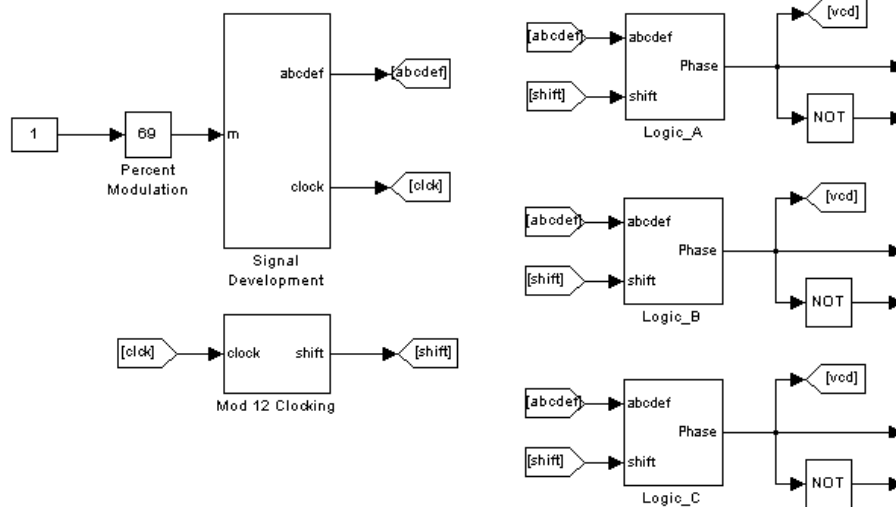 1
69
Percent
Modulation
m
abcdef
clock
Signal
Development
[abcdef]
[clck]
[clck]
clock
shift
Mod 12 Clocking
[shift]
[abcdef]
[shift]
abcdef
shift
Phase
Logic_A
[vcd]
NOT
[abcdef]
[shift]
abcdef
shift
Phase
Logic_B
[vcd]
NOT
[abcdef]
[shift]
abcdef
shift
Phase
Logic_C
[vcd]
NOT